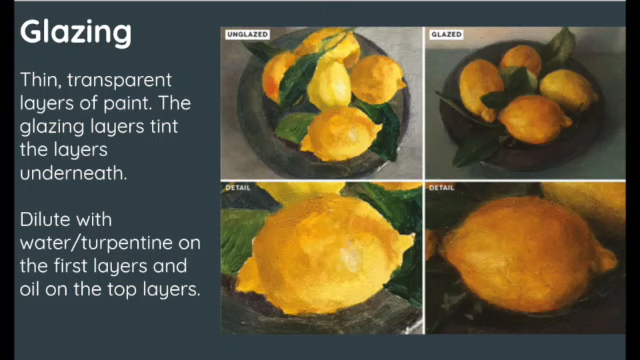 Glazing
Thin, transparent
layers of paint. The
glazing layers tint
the layers
underneath.
Dilute with
water/turpentine on
the first layers and
oil on the top layers.
UNGLAZED
GLAZED
DETAIL
DETAIL